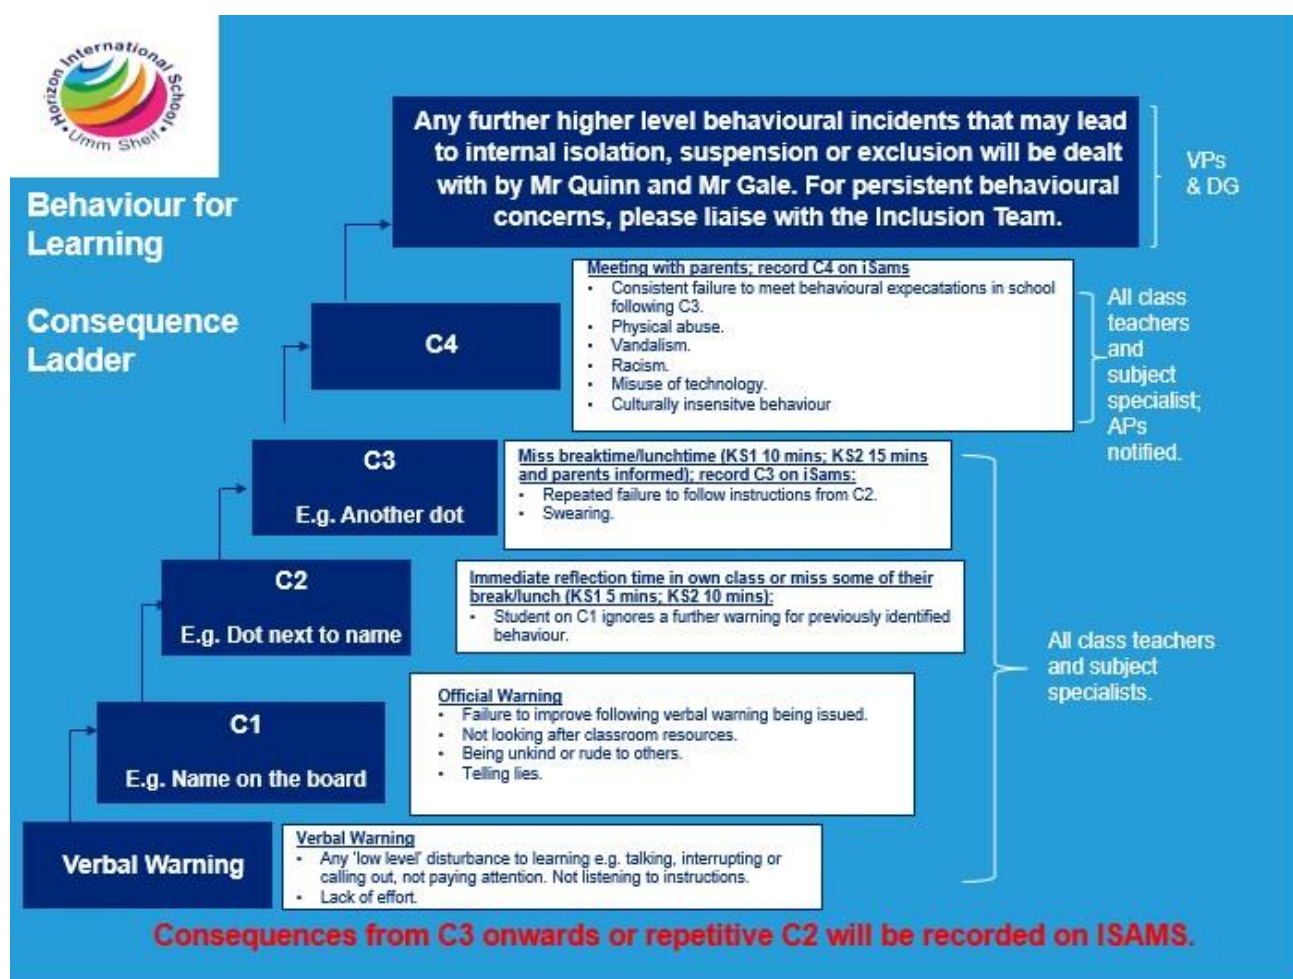 Horizon International School
Umm Sheif
Behaviour for
Learning
Consequence
Ladder
Any further higher level behavioural incidents that may lead
to internal isolation, suspension or exclusion will be dealt
with by Mr Quinn and Mr Gale. For persistent behavioural
concerns, please liaise with the Inclusion Team.
VPs
& DG
C4
Meeting with parents; record C4 on iSams
• Consistent failure to meet behavioural expecatations in school
following C3.
• Physical abuse.
• Vandalism.
• Racism.
• Misuse of technology.
• Culturally insensitve behaviour
All class
teachers
and
subject
specialist;
APs
notified.
C3
E.g. Another dot
Miss breaktime/lunchtime (KS1 10 mins; KS2 15 mins
and parents informed); record C3 on iSams:
• Repeated failure to follow instructions from C2.
• Swearing.
C2
E.g. Dot next to name
Immediate reflection time in own class or miss some of their
break/lunch (KS1 5 mins; KS2 10 mins):
• Student on C1 ignores a further warning for previously identified
behaviour.
All class teachers
and subject
specialists.
C1
E.g. Name on the board
Official Warning
• Failure to improve following verbal warning being issued.
• Not looking after classroom resources.
• Being unkind or rude to others.
• Telling lies.
Verbal Warning
Verbal Warning
• Any 'low level' disturbance to learning e.g. talking, interrupting or
calling out, not paying attention. Not listening to instructions.
• Lack of effort.
Consequences from C3 onwards or repetitive C2 will be recorded on ISAMS.